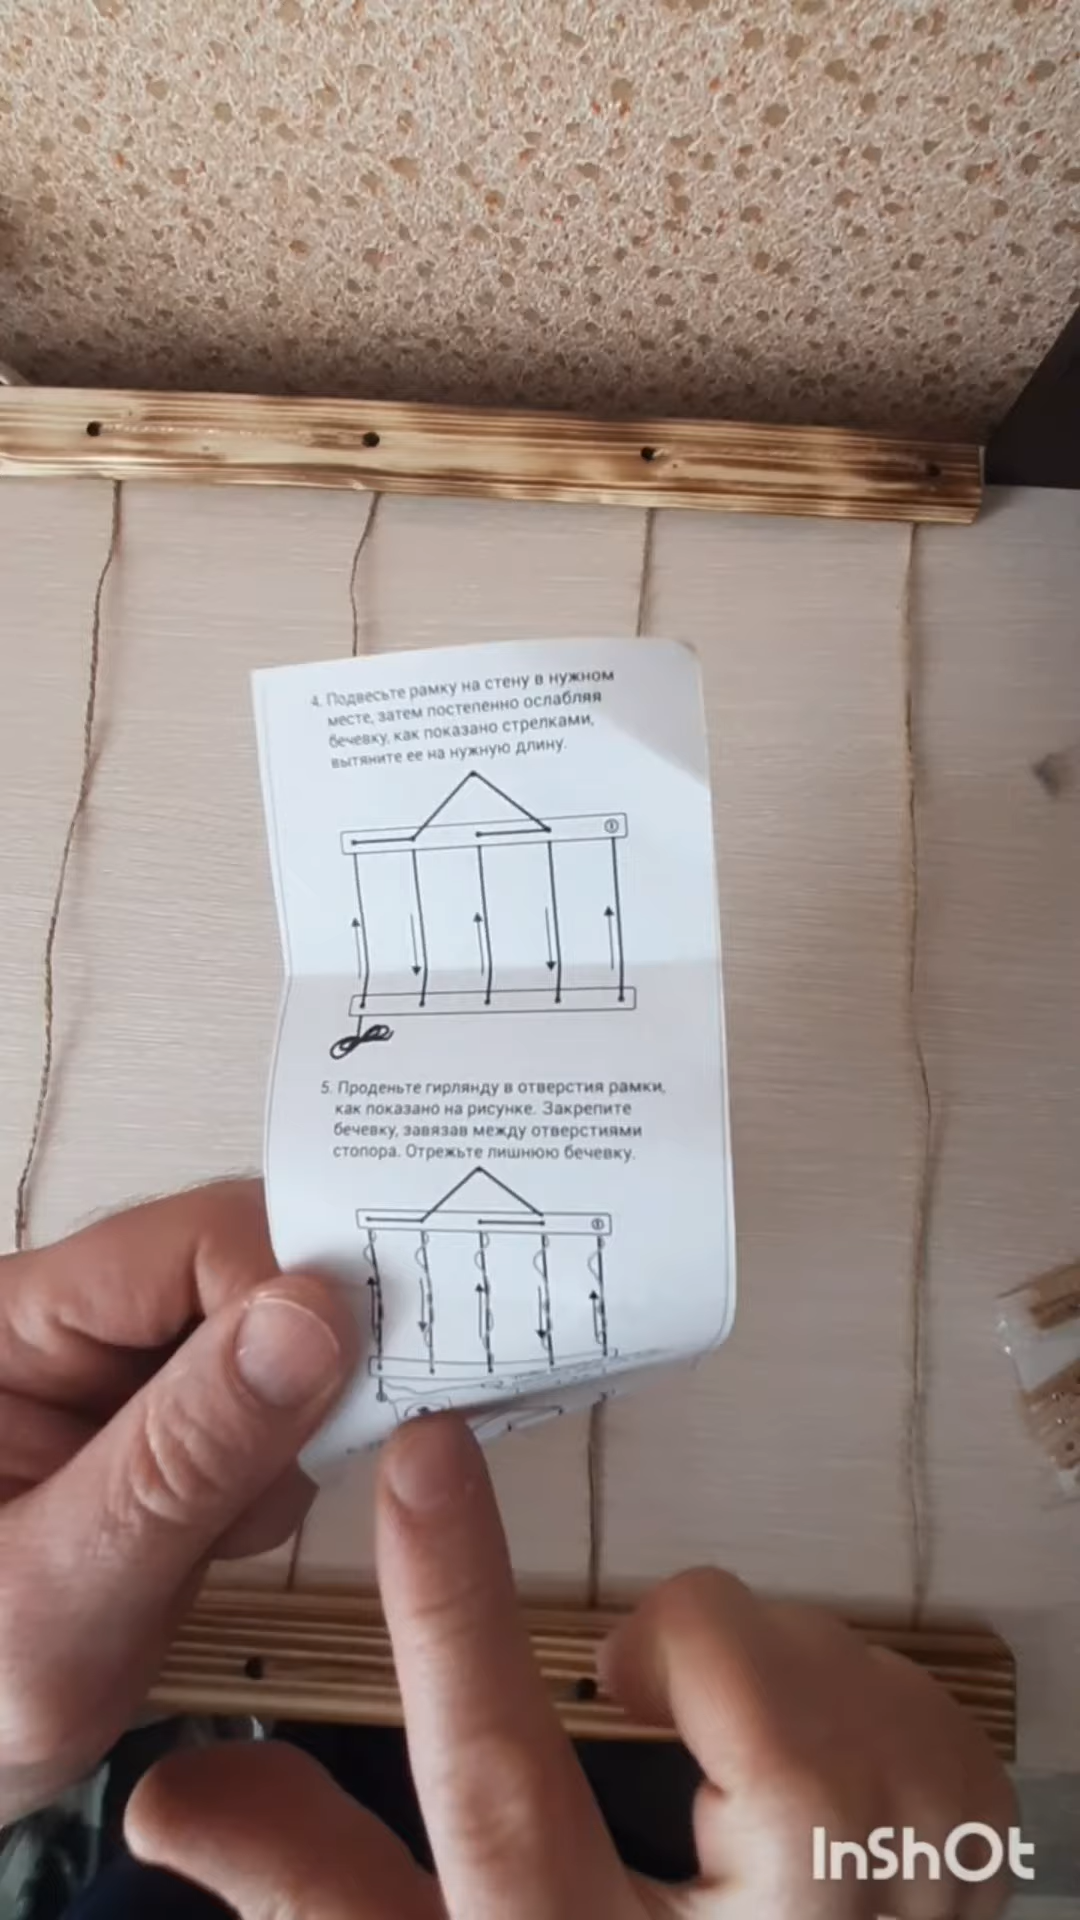 4. Подвесьте рамку на стену в нужном
месте, затем постепенно ослабляя
бечевку, как показано стрелками,
вытяните ее на нужную длину.
①
5. Проденьте гирлянду в отверстия рамки,
как показано на рисунке. Закрепите
бечевку, завязав между отверстиями
стопора. Отрежьте лишнюю бечевку.
①
InShOt